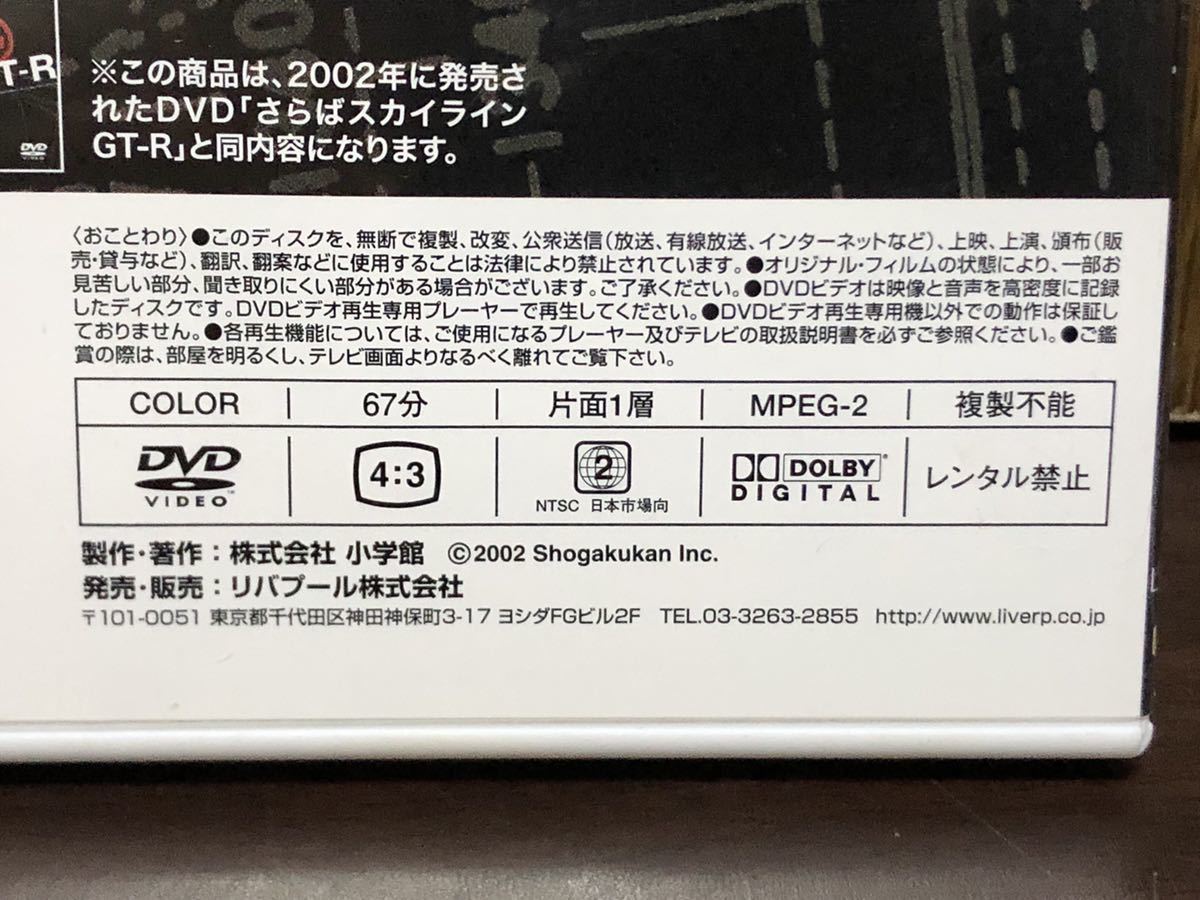 T-R
DVD
VIDEO
※この商品は、2002年に発売さ
れたDVD「さらばスカイライン
GT-R」と同内容になります。
〈おことわり〉●このディスクを、無断で複製、改変、公衆送信(放送、有線放送、インターネットなど)、上映、上演、頒布(販
売・貸与など)、翻訳、翻案などに使用することは法律により禁止されています。●オリジナル・フィルムの状態により、一部お
見苦しい部分、聞き取りにくい部分がある場合がございます。ご了承ください。●DVDビデオは映像と音声を高密度に記録
したディスクです。DVDビデオ再生専用プレーヤーで再生してください。●DVDビデオ再生専用機以外での動作は保証し
ておりません。●各再生機能については、ご使用になるプレーヤー及びテレビの取扱説明書を必ずご参照ください。●ご鑑
賞の際は、部屋を明るくし、テレビ画面よりなるべく離れてご覧下さい。
COLOR 67分 片面1層 MPEG-2 複製不能
DVD VIDEO™ 4:3 2 NTSC 日本市場向 DOLBY DIGITAL レンタル禁止
製作・著作：株式会社 小学館 ©2002 Shogakukan Inc.
発売・販売：リバプール株式会社
〒101-0051 東京都千代田区神田神保町3-17 ヨシダFGビル2F TEL.03-3263-2855 http://www.liverp.co.jp